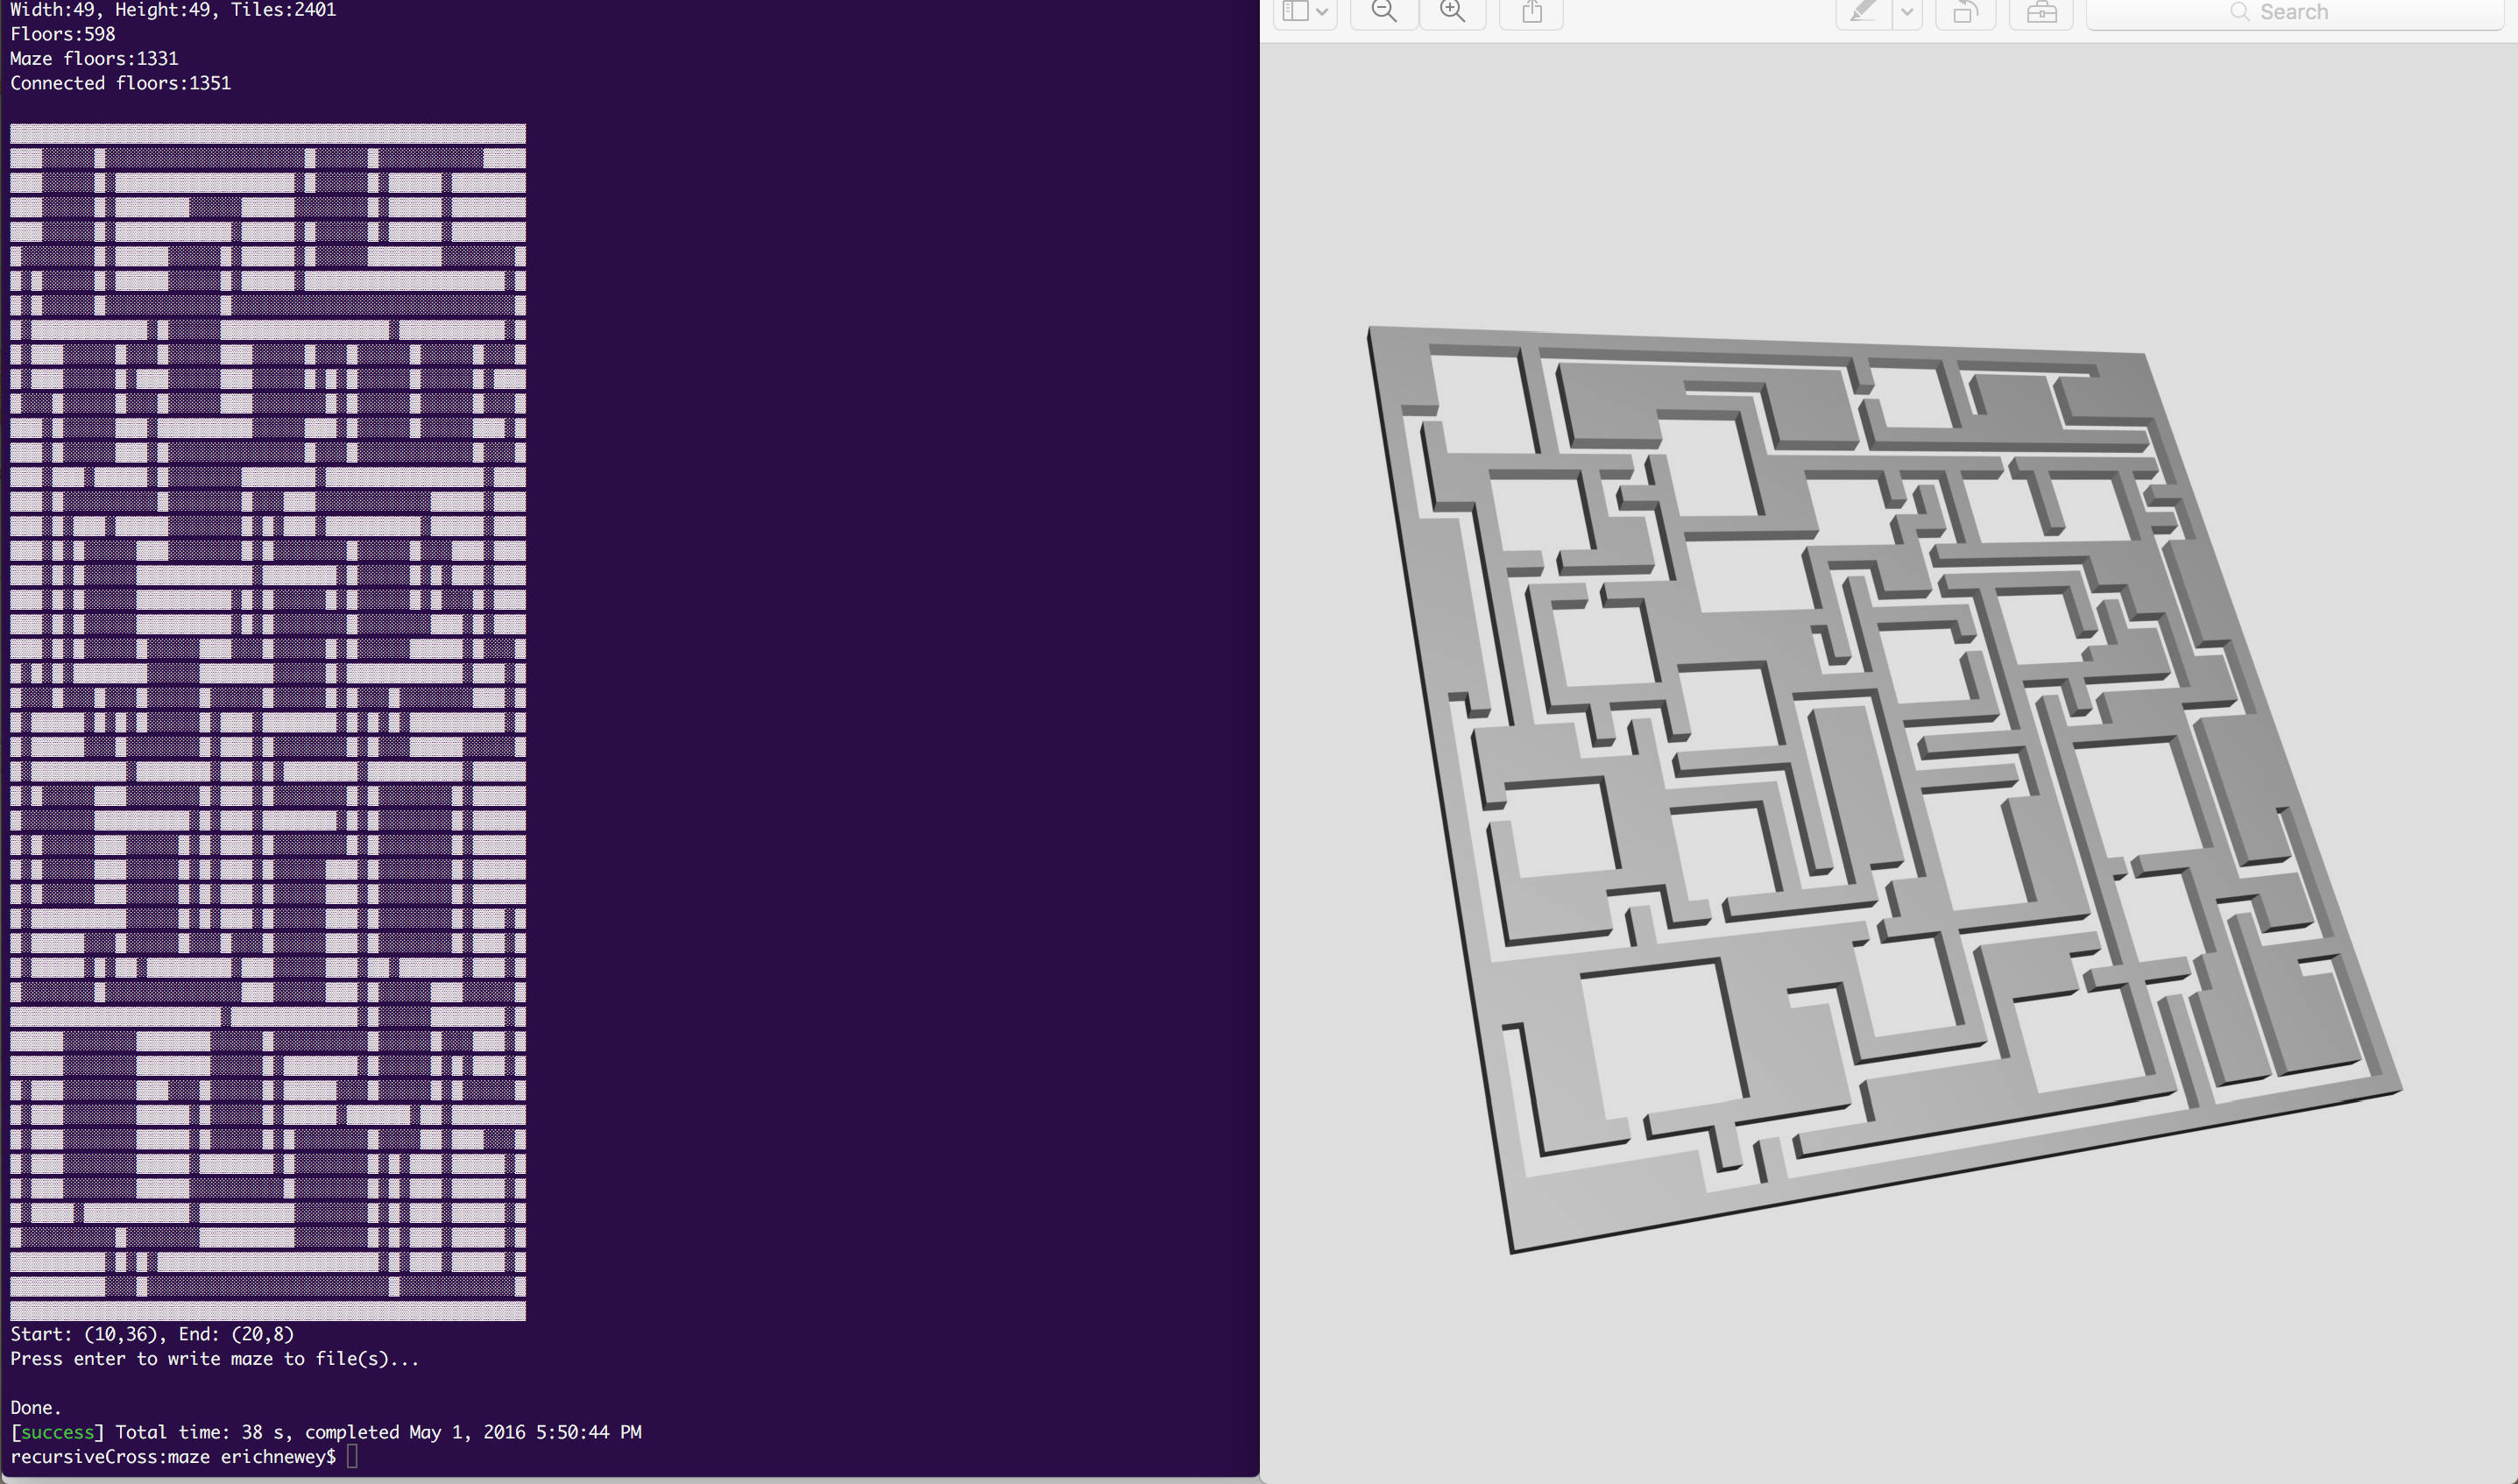 Width:49, Height:49, Tiles:2401
Floors:598
Maze floors:1331
Connected floors:1351
Start: (10,36), End: (20,8)
Press enter to write maze to file(s)...
Done.
[success] Total time: 38 s, completed May 1, 2016 5:50:44 PM
recursiveCross:maze erichnewey$
Search